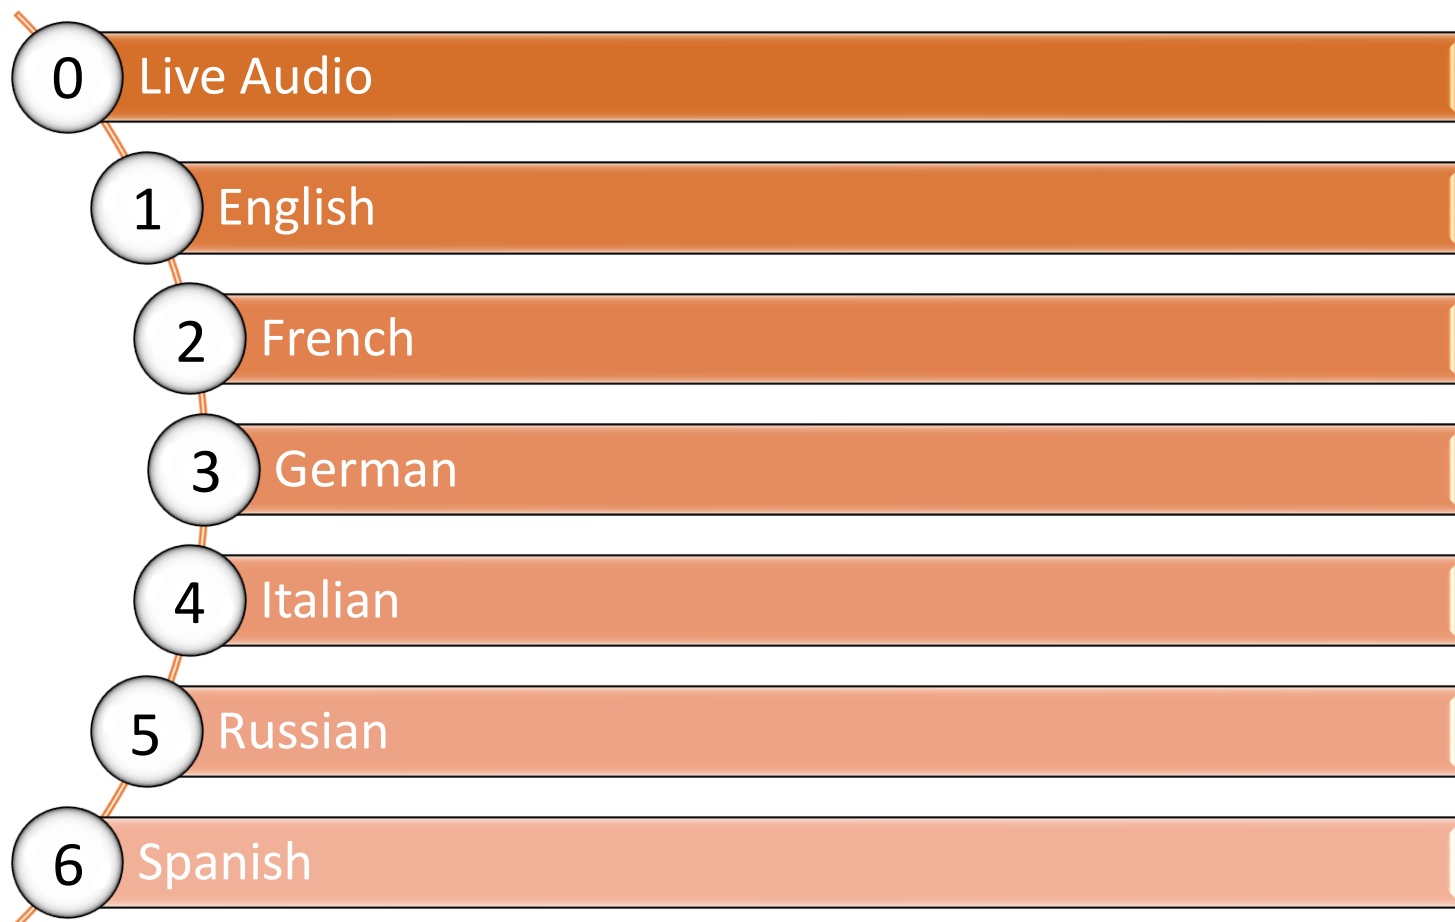 0 Live Audio
1 English
2 French
3 German
4 Italian
5 Russian
6 Spanish